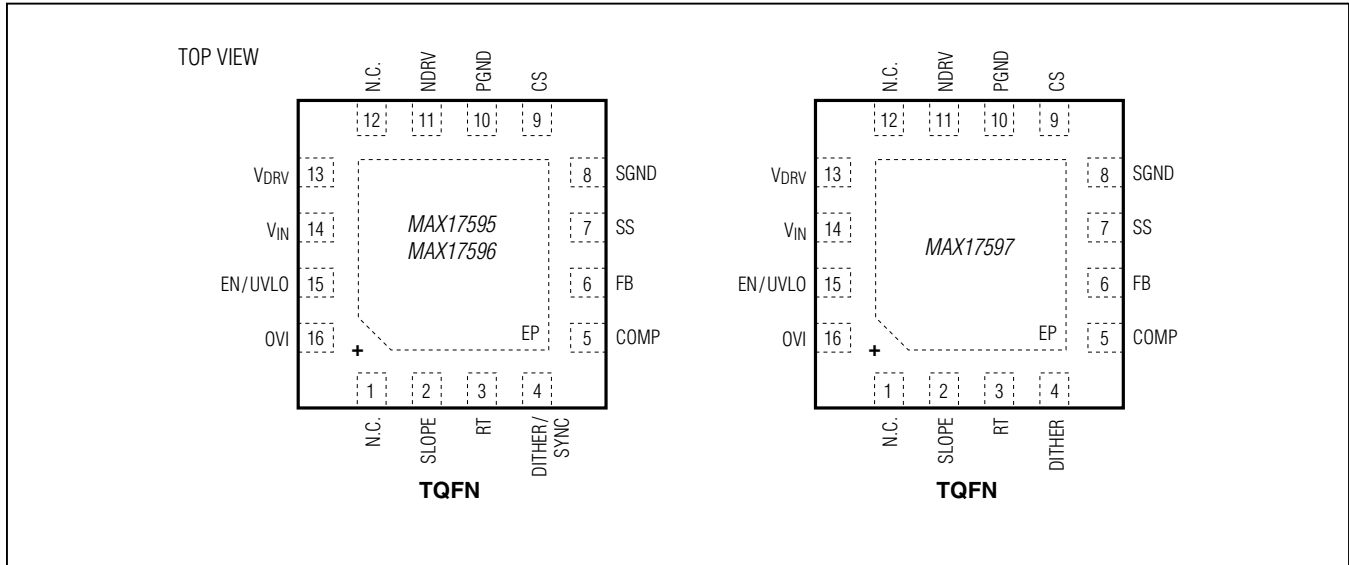 TOP VIEW
N.C.
NDRV
PGND
CS
12
11
10
9
VDRV 13
VIN 14
EN/UVLO 15
OVI 16
MAX17595
MAX17596
8 SGND
7 SS
6 FB
5 COMP
EP
+
1
2
3
4
N.C.
SLOPE
RT
DITHER/
SYNC
TQFN
N.C.
NDRV
PGND
CS
12
11
10
9
VDRV 13
VIN 14
EN/UVLO 15
OVI 16
MAX17597
8 SGND
7 SS
6 FB
5 COMP
EP
+
1
2
3
4
N.C.
SLOPE
RT
DITHER
TQFN